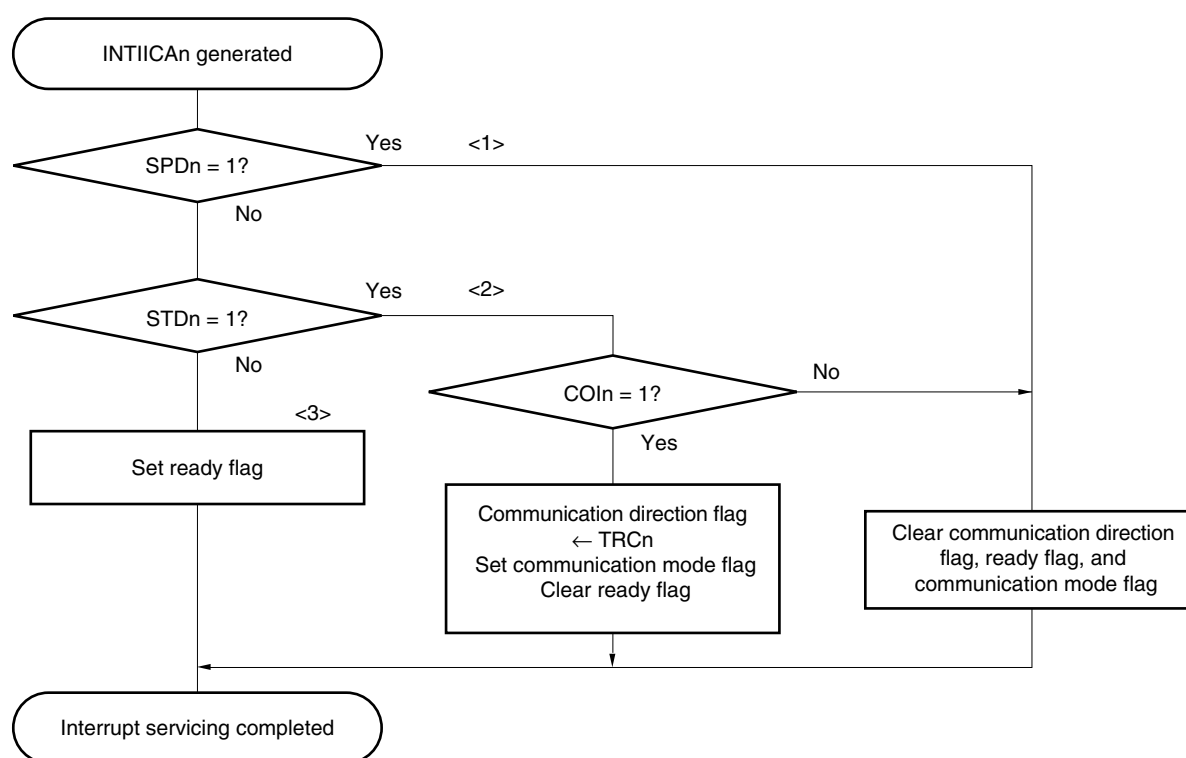 INTIICAn generated
Yes
<1>
SPDn = 1?
No
Yes
<2>
STDn = 1?
No
COIn = 1?
No
Yes
<3>
Set ready flag
Communication direction flag
← TRCn
Set communication mode flag
Clear ready flag
Clear communication direction
flag, ready flag, and
communication mode flag
Interrupt servicing completed